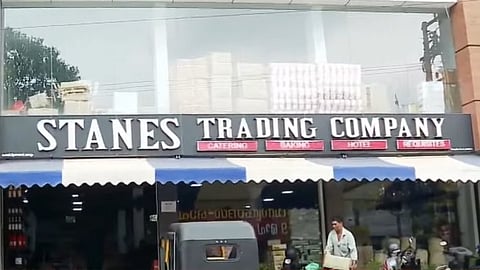 STANES TRADING COMPANY
CATERING BAKING HOTEL REQUISITES